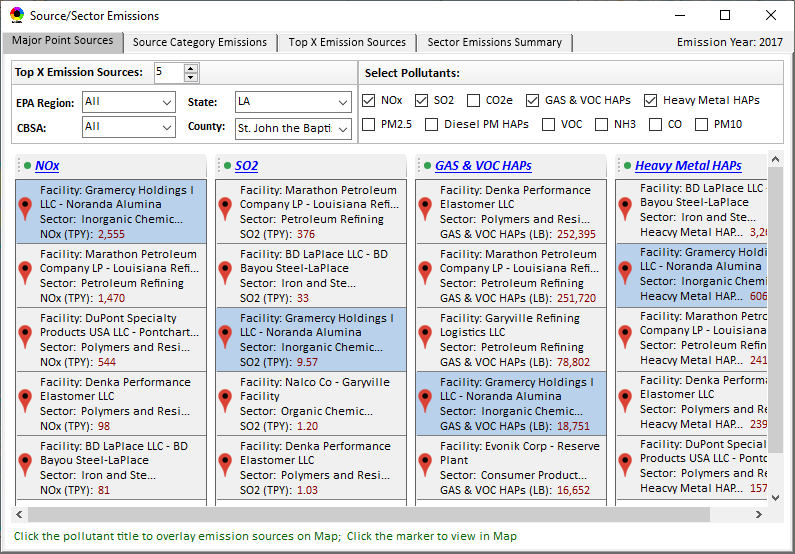 Source/Sector Emissions
Major Point Sources
Source Category Emissions
Top X Emission Sources
Sector Emissions Summary
Emission Year: 2017
Top X Emission Sources:
5
EPA Region:
All
State:
LA
CBSA:
All
County:
St. John the Bapti
Select Pollutants:
NOx
SO2
CO2e
GAS & VOC HAPs
Heavy Metal HAPs
PM2.5
Diesel PM HAPs
VOC
NH3
CO
PM10
NOx
Facility: Gramercy Holdings I
LLC - Noranda Alumina
Sector: Inorganic Chemic...
NOx (TPY): 2,555
Facility: Marathon Petroleum
Company LP - Louisiana Refi...
Sector: Petroleum Refining
NOx (TPY): 1,470
Facility: DuPont Specialty
Products USA LLC - Pontchart...
Sector: Polymers and Resi...
NOx (TPY): 544
Facility: Denka Performance
Elastomer LLC
Sector: Polymers and Resi...
NOx (TPY): 98
Facility: BD LaPlace LLC - BD
Bayou Steel-LaPlace
Sector: Iron and Ste...
NOx (TPY): 81
SO2
Facility: Marathon Petroleum
Company LP - Louisiana Refi...
Sector: Petroleum Refining
SO2 (TPY): 376
Facility: BD LaPlace LLC - BD
Bayou Steel-LaPlace
Sector: Iron and Ste...
SO2 (TPY): 33
Facility: Gramercy Holdings I
LLC - Noranda Alumina
Sector: Inorganic Chemic...
SO2 (TPY): 9.57
Facility: Nalco Co - Garyville
Facility
Sector: Organic Chemic...
SO2 (TPY): 1.20
Facility: Denka Performance
Elastomer LLC
Sector: Polymers and Resi...
SO2 (TPY): 1.03
GAS & VOC HAPs
Facility: Denka Performance
Elastomer LLC
Sector: Polymers and Resi...
GAS & VOC HAPs (LB): 252,395
Facility: Marathon Petroleum
Company LP - Louisiana Refi...
Sector: Petroleum Refining
GAS & VOC HAPs (LB): 251,720
Facility: Garyville Refining
Logistics LLC
Sector: Petroleum Refining
GAS & VOC HAPs (LB): 78,802
Facility: Gramercy Holdings I
LLC - Noranda Alumina
Sector: Inorganic Chemic...
GAS & VOC HAPs (LB): 18,751
Facility: Evonik Corp - Reserve
Plant
Sector: Consumer Product...
GAS & VOC HAPs (LB): 16,652
Heavy Metal HAPs
Facility: BD LaPlace LLC -
Bayou Steel-LaPlace
Sector: Iron and Ste...
Heavy Metal HAP... 3,20
Facility: Gramercy Holdi
LLC - Noranda Alumina
Sector: Inorganic Chemic
Heavy Metal HAP... 606
Facility: Marathon Petro
Company LP - Louisiana
Sector: Petroleum Refin
Heavy Metal HAP... 241
Facility: Denka Perform
Elastomer LLC
Sector: Polymers and Re
Heavy Metal HAP... 239
Facility: DuPont Special
Products USA LLC - Pontc
Sector: Polymers and Re
Heavy Metal HAP... 157
Click the pollutant title to overlay emission sources on Map; Click the marker to view in Map